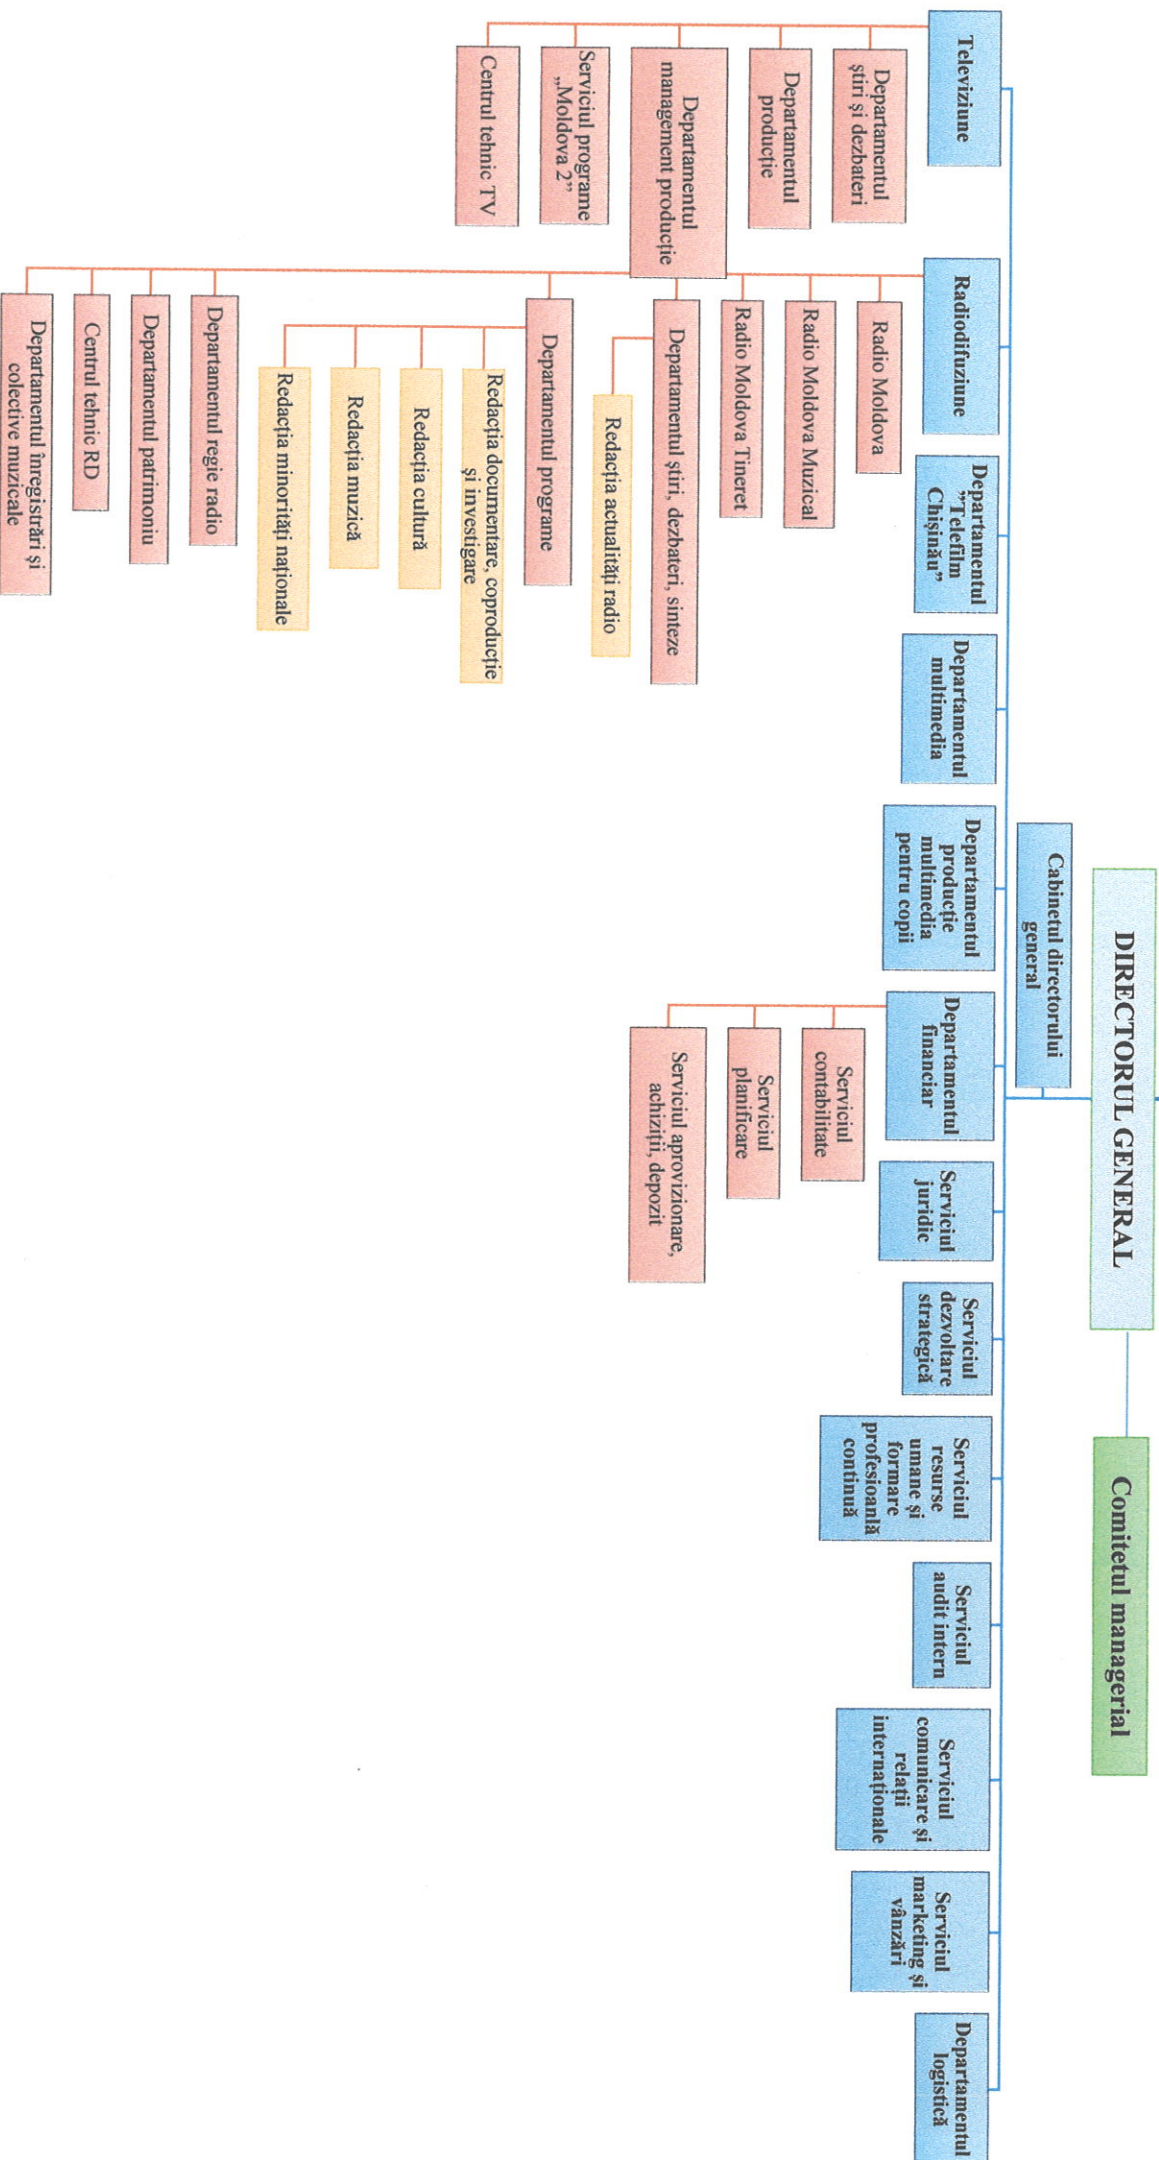 DIRECTORUL GENERAL
Comitetul managerial
Cabinetul directorului
general
Televiziune
Departamentul
știri și dezbateri
Departamentul
producție
Departamentul
management producție
Serviciul programe
„Moldova 2”
Centrul tehnic TV
Radiodifuziune
Radio Moldova
Radio Moldova Muzical
Radio Moldova Tineret
Departamentul știri, dezbateri, sinteze
Redacția actualități radio
Departamentul programe
Redacția documentare, coproducție
și investigare
Redacția cultură
Redacția muzică
Redacția minorități naționale
Departamentul regie radio
Departamentul patrimoniu
Centrul tehnic RD
Departamentul înregistrări și
colective muzicale
Departamentul
”Telefilm
Chișinău”
Departamentul
multimedia
Departamentul
producție
multimedia
pentru copii
Departamentul
financiar
Serviciul
contabilitate
Serviciul
planificare
Serviciul aprovizionare,
achiziții, depozit
Serviciul
juridic
Serviciul
dezvoltare
strategică
Serviciul
resurse
umane și
formare
profesioanlă
continuă
Serviciul
audit intern
Serviciul
comunicare și
relații
internaționale
Serviciul
marketing și
vânzări
Departamentul
logistică